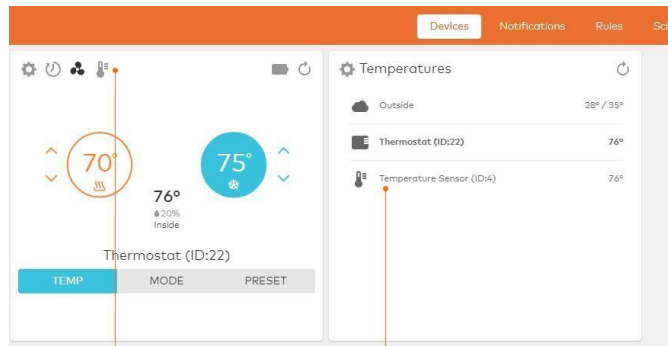 Devices Notifications Rules
Temperatures
Outside 28° / 35°
Thermostat (ID:22) 76°
Temperature Sensor (ID:4) 76°
70°
75°
76°
20%
Inside
Thermostat (ID:22)
TEMP MODE PRESET